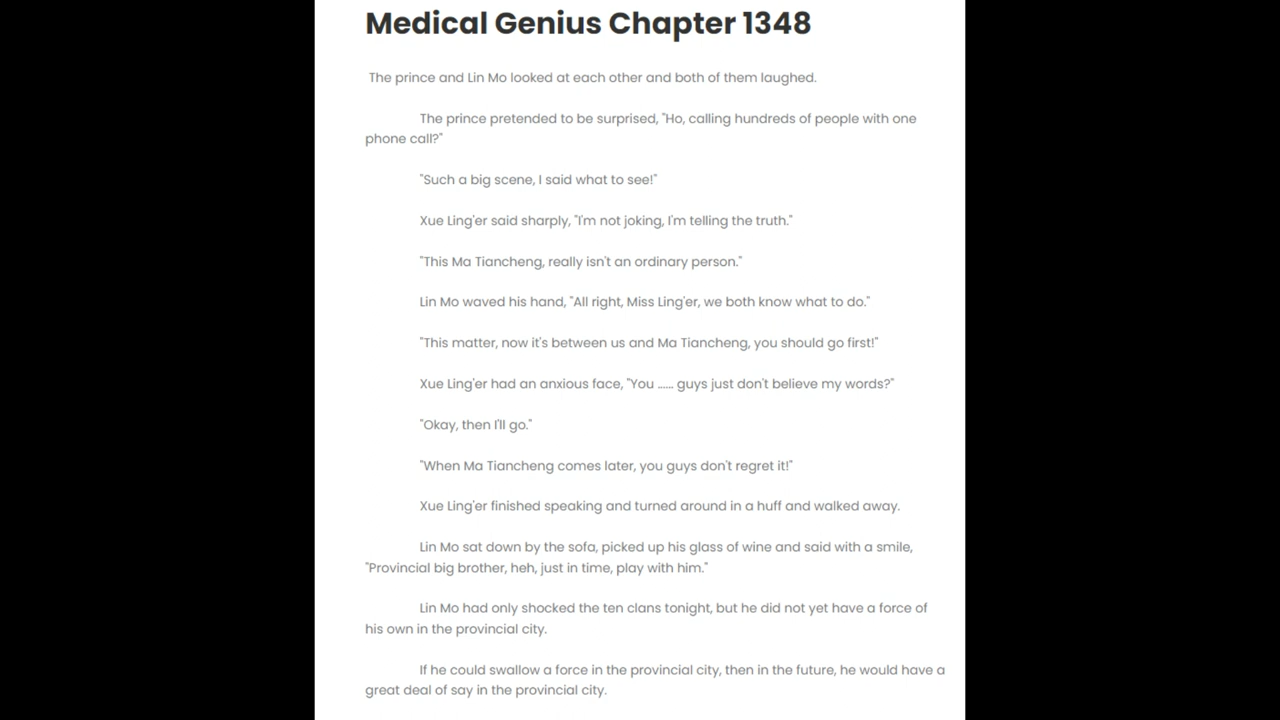 Medical Genius Chapter 1348
The prince and Lin Mo looked at each other and both of them laughed.
The prince pretended to be surprised, "Ho, calling hundreds of people with one
phone call?"
"Such a big scene, I said what to see!"
Xue Ling'er said sharply, "I'm not joking, I'm telling the truth."
"This Ma Tiancheng, really isn't an ordinary person."
Lin Mo waved his hand, "All right, Miss Ling'er, we both know what to do."
"This matter, now it's between us and Ma Tiancheng, you should go first!"
Xue Ling'er had an anxious face, "You ...... guys just don't believe my words?"
"Okay, then I'll go."
"When Ma Tiancheng comes later, you guys don't regret it!"
Xue Ling'er finished speaking and turned around in a huff and walked away.
Lin Mo sat down by the sofa, picked up his glass of wine and said with a smile,
"Provincial big brother, heh, just in time, play with him."
Lin Mo had only shocked the ten clans tonight, but he did not yet have a force of
his own in the provincial city.
If he could swallow a force in the provincial city, then in the future, he would have a
great deal of say in the provincial city.